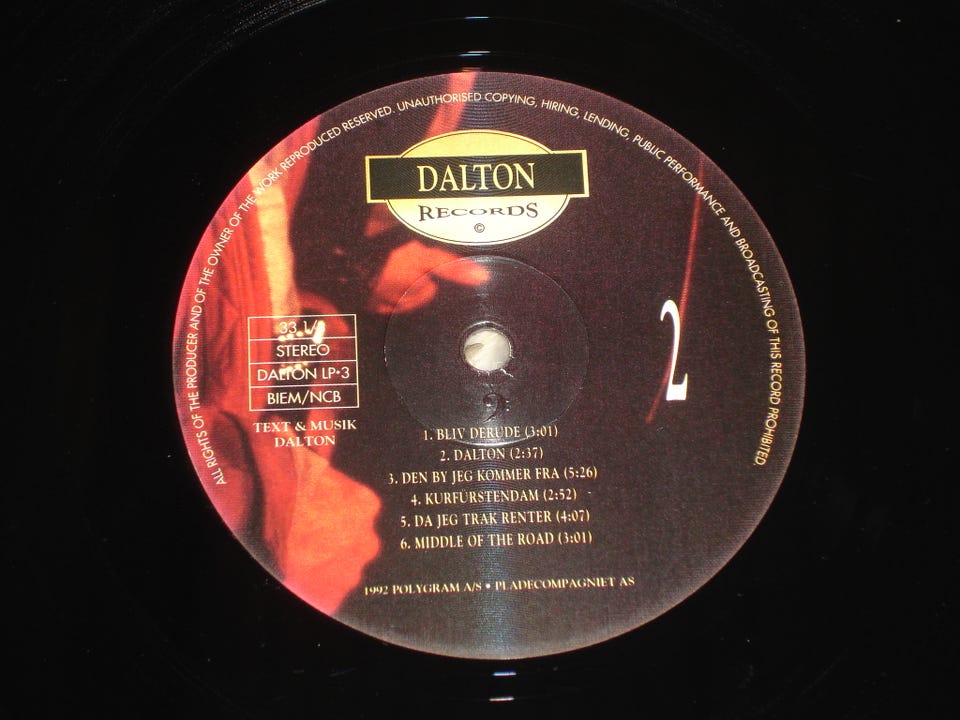 ALL RIGHTS OF THE PRODUCER AND OF THE OWNER OF THE WORK REPRODUCED RESERVED. UNAUTHORISED COPYING, HIRING, LENDING, PUBLIC PERFORMANCE AND BROADCASTING OF THIS RECORD PROHIBITED.
DALTON
RECORDS
©
33 1/3
STEREO
DALTON LP•3
BIEM/NCB
TEXT & MUSIK
DALTON
2
1. BLIV DERUDE (3:01)
2. DALTON (2:37)
3. DEN BY JEG KOMMER FRA (5:26)
4. KURFÜRSTENDAM (2:52)
5. DA JEG TRAK RENTER (4:07)
6. MIDDLE OF THE ROAD (3:01)
1992 POLYGRAM A/S • PLADECOMPAGNIET AS